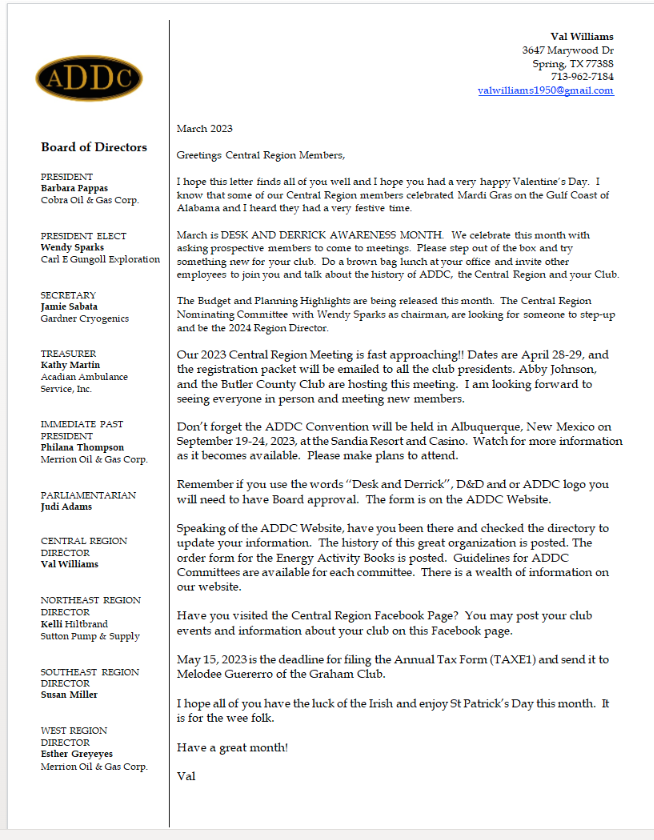 ADDC
Val Williams
3647 Marywood Dr
Spring, TX 77388
713-962-7184
valwilliams1950@gmail.com
Board of Directors
PRESIDENT
Barbara Pappas
Cobra Oil & Gas Corp.
PRESIDENT ELECT
Wendy Sparks
Carl E Gungoll Exploration
SECRETARY
Jamie Sabata
Gardner Cryogenics
TREASURER
Kathy Martin
Acadian Ambulance
Service, Inc.
IMMEDIATE PAST
PRESIDENT
Philana Thompson
Merrion Oil & Gas Corp.
PARLIAMENTARIAN
Judi Adams
CENTRAL REGION
DIRECTOR
Val Williams
NORTHEAST REGION
DIRECTOR
Kelli Hiltbrand
Sutton Pump & Supply
SOUTHEAST REGION
DIRECTOR
Susan Miller
WEST REGION
DIRECTOR
Esther Greyeyes
Merrion Oil & Gas Corp.
March 2023
Greetings Central Region Members,
I hope this letter finds all of you well and I hope you had a very happy Valentine's Day. I
know that some of our Central Region members celebrated Mardi Gras on the Gulf Coast of
Alabama and I heard they had a very festive time.
March is DESK AND DERRICK AWARENESS MONTH. We celebrate this month with
asking prospective members to come to meetings. Please step out of the box and try
something new for your club. Do a brown bag lunch at your office and invite other
employees to join you and talk about the history of ADDC, the Central Region and your Club.
The Budget and Planning Highlights are being released this month. The Central Region
Nominating Committee with Wendy Sparks as chairman, are looking for someone to step-up
and be the 2024 Region Director.
Our 2023 Central Region Meeting is fast approaching!! Dates are April 28-29, and
the registration packet will be emailed to all the club presidents. Abby Johnson,
and the Butler County Club are hosting this meeting. I am looking forward to
seeing everyone in person and meeting new members.
Don't forget the ADDC Convention will be held in Albuquerque, New Mexico on
September 19-24, 2023, at the Sandia Resort and Casino. Watch for more information
as it becomes available. Please make plans to attend.
Remember if you use the words "Desk and Derrick", D&D and or ADDC logo you
will need to have Board approval. The form is on the ADDC Website.
Speaking of the ADDC Website, have you been there and checked the directory to
update your information. The history of this great organization is posted. The
order form for the Energy Activity Books is posted. Guidelines for ADDC
Committees are available for each committee. There is a wealth of information on
our website.
Have you visited the Central Region Facebook Page? You may post your club
events and information about your club on this Facebook page.
May 15, 2023 is the deadline for filing the Annual Tax Form (TAXE1) and send it to
Melodee Guererro of the Graham Club.
I hope all of you have the luck of the Irish and enjoy St Patrick's Day this month. It
is for the wee folk.
Have a great month!
Val